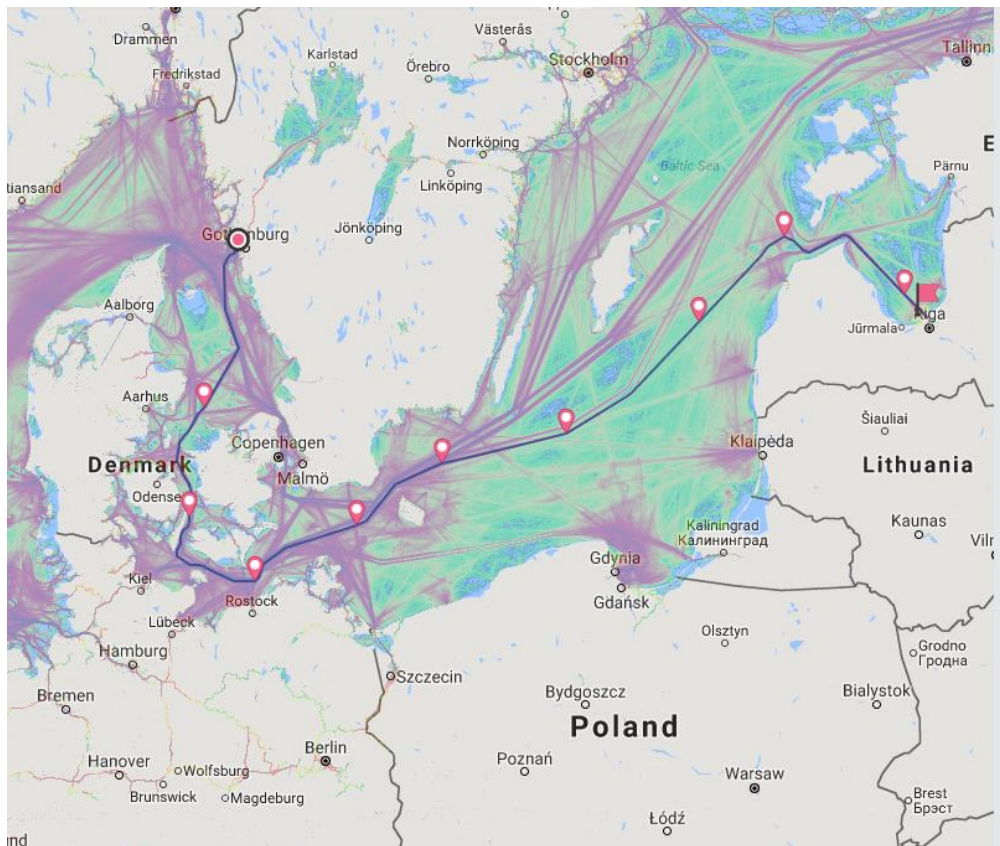 Drammen
Västerås
Karlstad
Örebro
Stockholm
Tallinn
Fredrikstad
Norrköping
Linköping
Baltic Sea
E
Pärnu
tiansand
Jönköping
Aalborg
Jūrmala
Aarhus
Šiauliai
Copenhagen
Klaipėda
Denmark
Malmö
Lithuania
Odense
Kaliningrad
Калининград
Kaunas
Viln
Gdynia
Kiel
Rostock
Gdańsk
Lübeck
Olsztyn
Grodno
Гродна
Hamburg
Szczecin
Bremen
Bydgoszcz
Bialystok
Poland
Berlin
Hanover
Wolfsburg
Poznań
Warsaw
Brunswick
Magdeburg
Brest
Брэст
Łódź